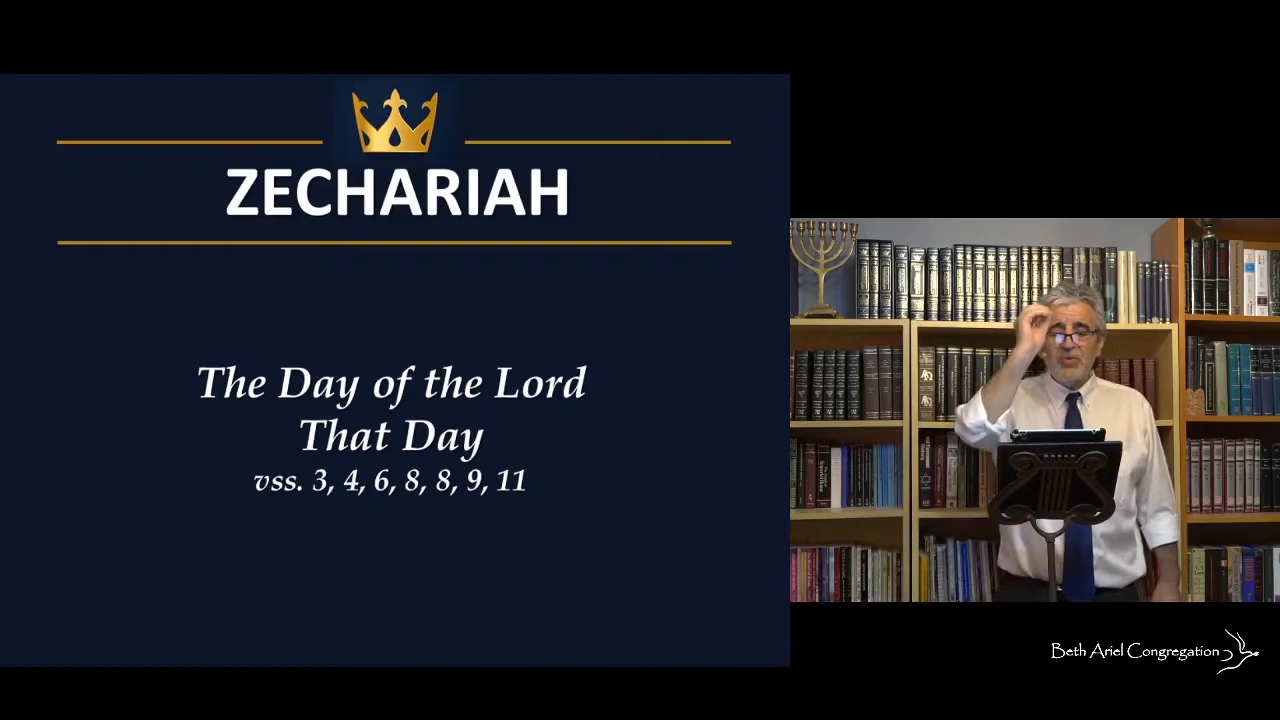 ZECHARIAH
The Day of the Lord
That Day
vss. 3, 4, 6, 8, 8, 9, 11
Beth Ariel Congregation